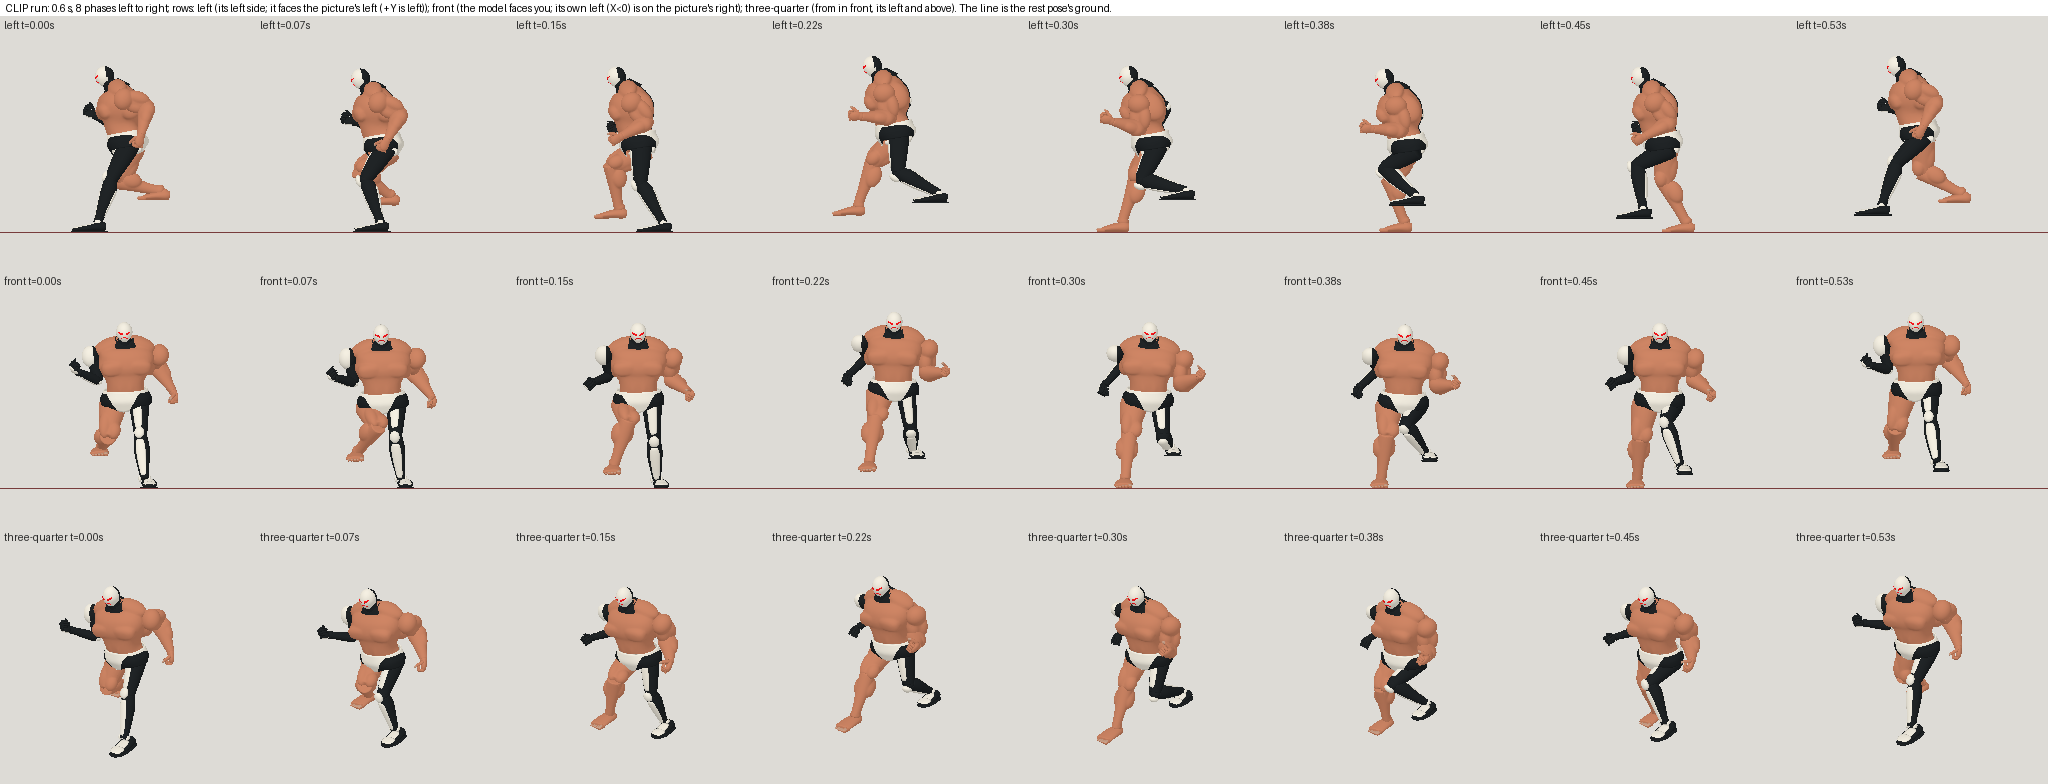 CLIP run: 0.6 s, 8 phases left to right; rows: left (its left side; it faces the picture's left (+Y is left)); front (the model faces you; its own left (X<0) is on the picture's right); three-quarter (from in front, its left and above). The line is the rest pose's ground.
left t=0.00s left t=0.07s left t=0.15s left t=0.22s left t=0.30s left t=0.38s left t=0.45s left t=0.53s
front t=0.00s front t=0.07s front t=0.15s front t=0.22s front t=0.30s front t=0.38s front t=0.45s front t=0.53s
three-quarter t=0.00s three-quarter t=0.07s three-quarter t=0.15s three-quarter t=0.22s three-quarter t=0.30s three-quarter t=0.38s three-quarter t=0.45s three-quarter t=0.53s